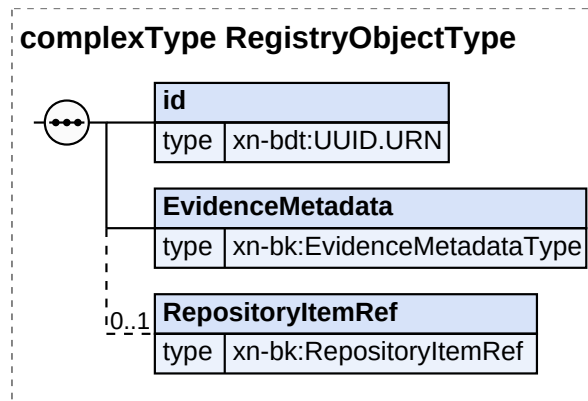 complexType RegistryObjectType
id
type xn-bdt:UUID.URN
EvidenceMetadata
type xn-bk:EvidenceMetadataType
0..1
RepositoryItemRef
type xn-bk:RepositoryItemRef